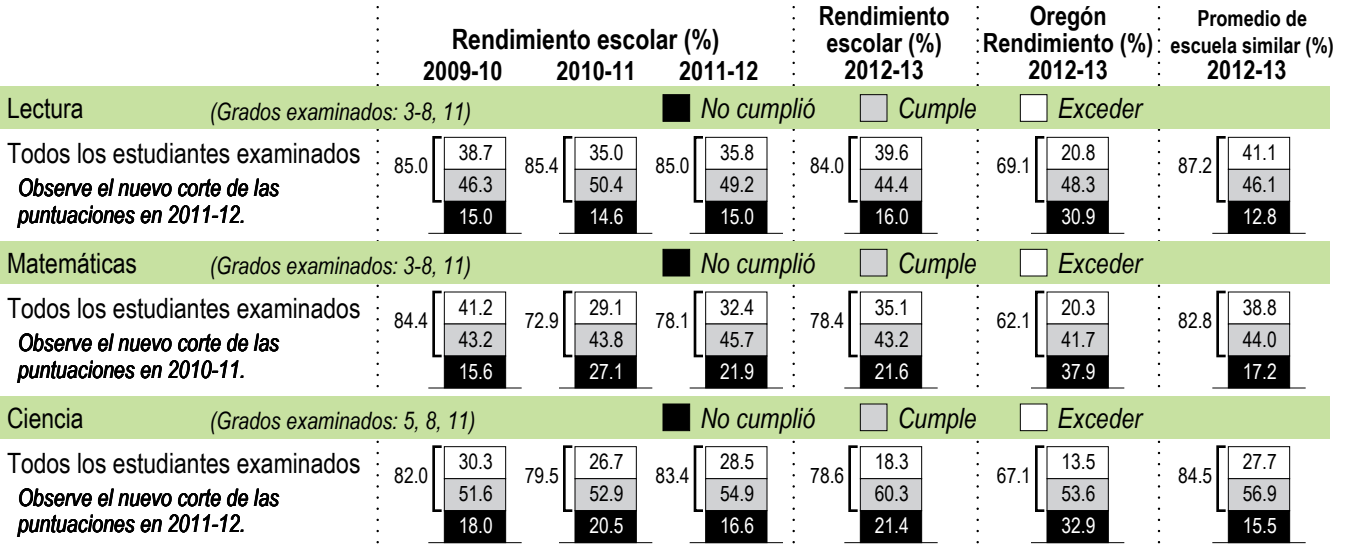 Rendimiento escolar (%)
2009-10 2010-11 2011-12
Rendimiento
escolar (%)
2012-13
Oregón
Rendimiento (%)
2012-13
Promedio de
escuela similar (%)
2012-13
Lectura (Grados examinados: 3-8, 11) No cumplió Cumple Exceder
Todos los estudiantes examinados
Observe el nuevo corte de las
puntuaciones en 2011-12.
85.0 38.7 46.3 15.0
85.4 35.0 50.4 14.6
85.0 35.8 49.2 15.0
84.0 39.6 44.4 16.0
69.1 20.8 48.3 30.9
87.2 41.1 46.1 12.8
Matemáticas (Grados examinados: 3-8, 11) No cumplió Cumple Exceder
Todos los estudiantes examinados
Observe el nuevo corte de las
puntuaciones en 2010-11.
84.4 41.2 43.2 15.6
72.9 29.1 43.8 27.1
78.1 32.4 45.7 21.9
78.4 35.1 43.2 21.6
62.1 20.3 41.7 37.9
82.8 38.8 44.0 17.2
Ciencia (Grados examinados: 5, 8, 11) No cumplió Cumple Exceder
Todos los estudiantes examinados
Observe el nuevo corte de las
puntuaciones en 2011-12.
82.0 30.3 51.6 18.0
79.5 26.7 52.9 20.5
83.4 28.5 54.9 16.6
78.6 18.3 60.3 21.4
67.1 13.5 53.6 32.9
84.5 27.7 56.9 15.5